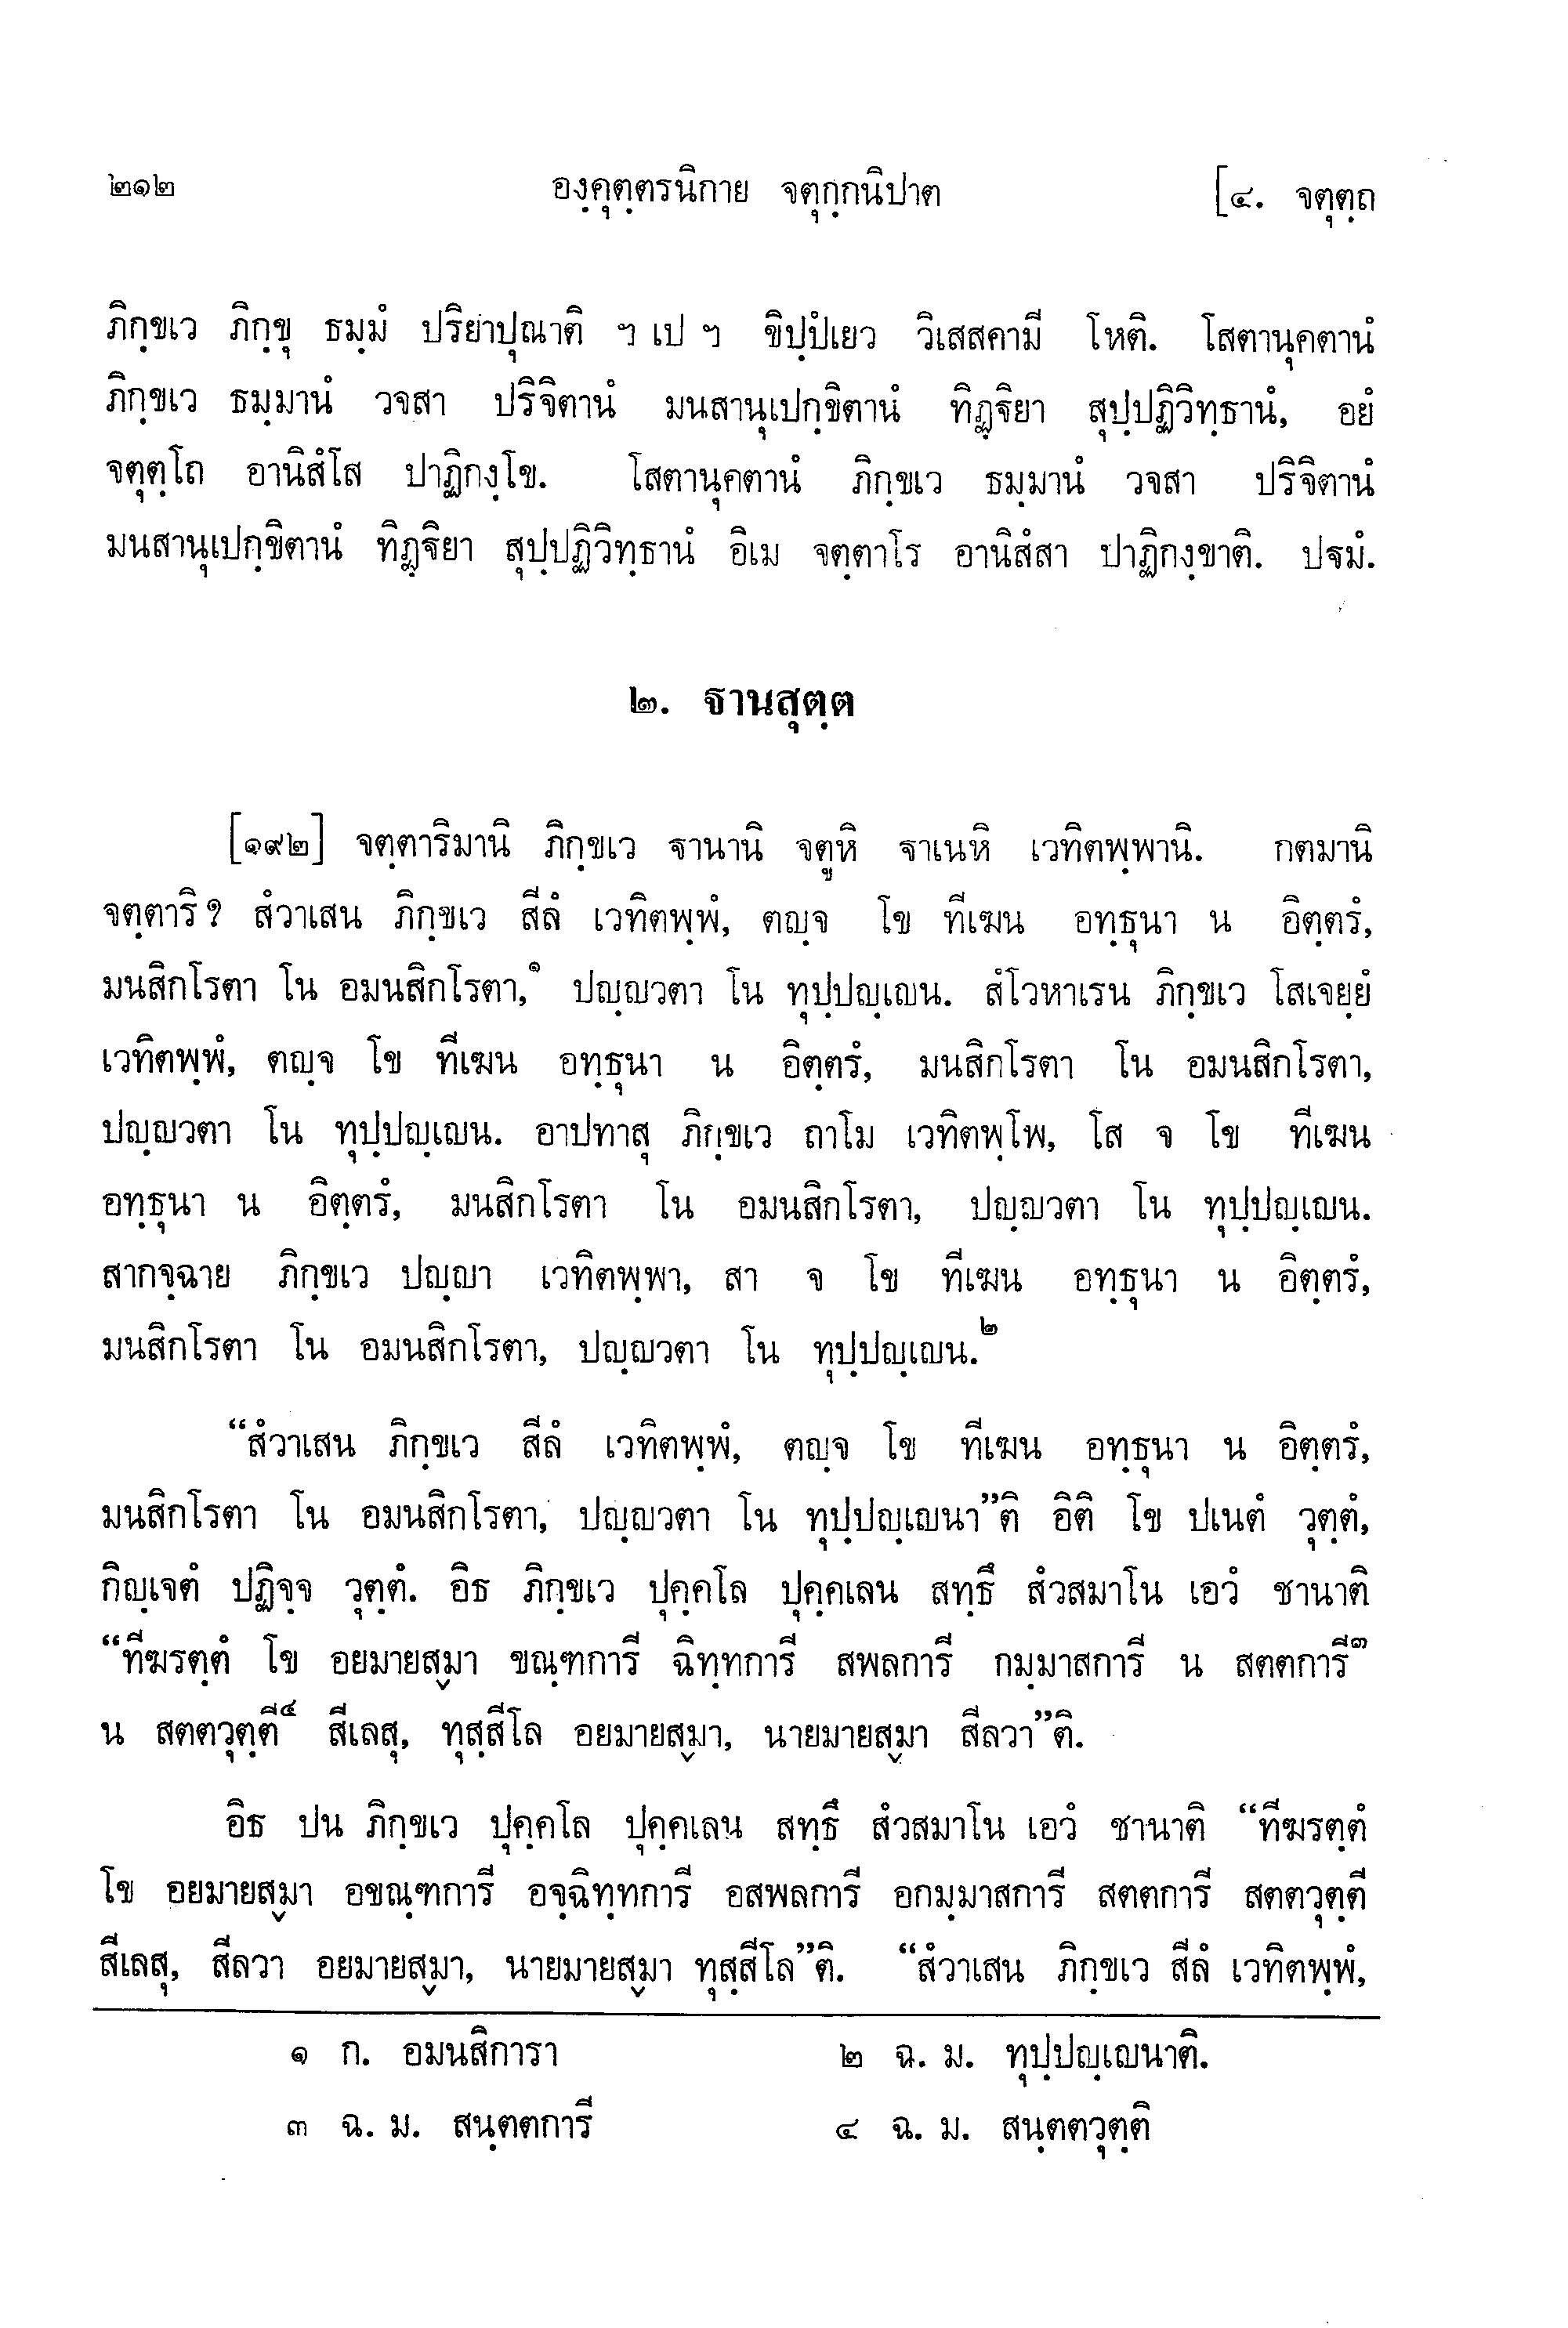 ๒๑๒ องฺคุตฺตรนิกาย จตุกฺกนิปาต [๔. จตุตฺถ
ภิกฺขเว ภิกฺขุ ธมฺมํ ปริยาปุณาติ ฯ เป ฯ ขิปฺปํเยว วิเสสคามี โหติ. โสตานุคตานํ
ภิกฺขเว ธมฺมานํ วจสา ปริจิตานํ มนสานุเปกฺขิตานํ ทิฏฺฐิยา สุปฺปฏิวิทฺธานํ, อยํ
จตุตฺโถ อานิสํโส ปาฏิกงฺโข. โสตานุคตานํ ภิกฺขเว ธมฺมานํ วจสา ปริจิตานํ
มนสานุเปกฺขิตานํ ทิฏฺฐิยา สุปฺปฏิวิทฺธานํ อิเม จตฺตาโร อานิสํสา ปาฏิกงฺขาติ. ปฐมํ.
๒. ฐานสุตฺต
[๑๙๒] จตฺตาริมานิ ภิกฺขเว ฐานานิ จตูหิ ฐาเนหิ เวทิตพฺพานิ. กตมานิ
จตฺตาริ? สํวาเสน ภิกฺขเว สีลํ เวทิตพฺพํ, ตญฺจ โข ทีเฆน อทฺธุนา น อิตฺตรํ,
มนสิกโรตา โน อมนสิกโรตา,๑ ปญฺญวตา โน ทุปฺปญฺเญน. สํโวหาเรน ภิกฺขเว โสเจยฺยํ
เวทิตพฺพํ, ตญฺจ โข ทีเฆน อทฺธุนา น อิตฺตรํ, มนสิกโรตา โน อมนสิกโรตา,
ปญฺญวตา โน ทุปฺปญฺเญน. อาปทาสุ ภิกฺขเว ถาโม เวทิตพฺโพ, โส จ โข ทีเฆน
อทฺธุนา น อิตฺตรํ, มนสิกโรตา โน อมนสิกโรตา, ปญฺญวตา โน ทุปฺปญฺเญน.
สากจฺฉาย ภิกฺขเว ปญฺญา เวทิตพฺพา, สา จ โข ทีเฆน อทฺธุนา น อิตฺตรํ,
มนสิกโรตา โน อมนสิกโรตา, ปญฺญวตา โน ทุปฺปญฺเญน.๒
“สํวาเสน ภิกฺขเว สีลํ เวทิตพฺพํ, ตญฺจ โข ทีเฆน อทฺธุนา น อิตฺตรํ,
มนสิกโรตา โน อมนสิกโรตา, ปญฺญวตา โน ทุปฺปญฺเญนา”ติ อิติ โข ปเนตํ วุตฺตํ,
กิญฺเจตํ ปฏิจฺจ วุตฺตํ. อิธ ภิกฺขเว ปุคฺคโล ปุคฺคเลน สทฺธึ สํวสมาโน เอวํ ชานาติ
“ทีฆรตฺตํ โข อยมายสฺมา ขณฺฑการี ฉิทฺทการี สพลการี กมฺมาสการี น สตตการี๓
น สตตวุตฺตี๔ สีเลสุ, ทุสฺสีโล อยมายสฺมา, นายมายสฺมา สีลวา”ติ.
อิธ ปน ภิกฺขเว ปุคฺคโล ปุคฺคเลน สทฺธึ สํวสมาโน เอวํ ชานาติ “ทีฆรตฺตํ
โข อยมายสฺมา อขณฺฑการี อจฺฉิทฺทการี อสพลการี อกมฺมาสการี สตตการี สตตวุตฺตี
สีเลสุ, สีลวา อยมายสฺมา, นายมายสฺมา ทุสฺสีโล”ติ. “สํวาเสน ภิกฺขเว สีลํ เวทิตพฺพํ,
๑ ก. อมนสิการา ๒ ฉ. ม. ทุปฺปญฺเญนาติ.
๓ ฉ. ม. สนฺตตการี ๔ ฉ. ม. สนฺตตวุตฺติ